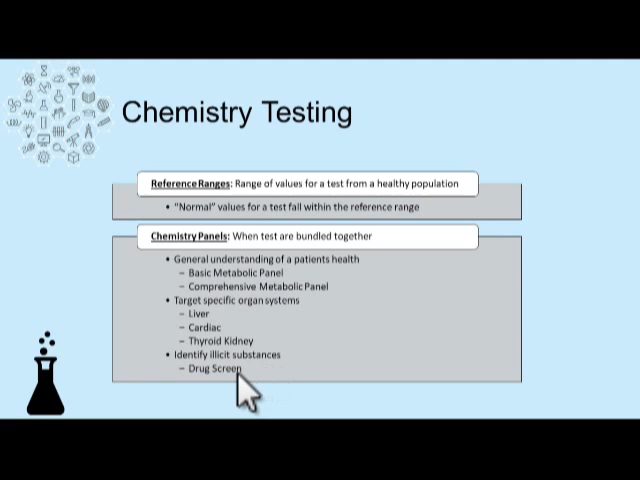 Chemistry Testing
Reference Ranges: Range of values for a test from a healthy population
• "Normal" values for a test fall within the reference range
Chemistry Panels: When test are bundled together
• General understanding of a patients health
– Basic Metabolic Panel
– Comprehensive Metabolic Panel
• Target specific organ systems
– Liver
– Cardiac
– Thyroid Kidney
• Identify illicit substances
– Drug Screen